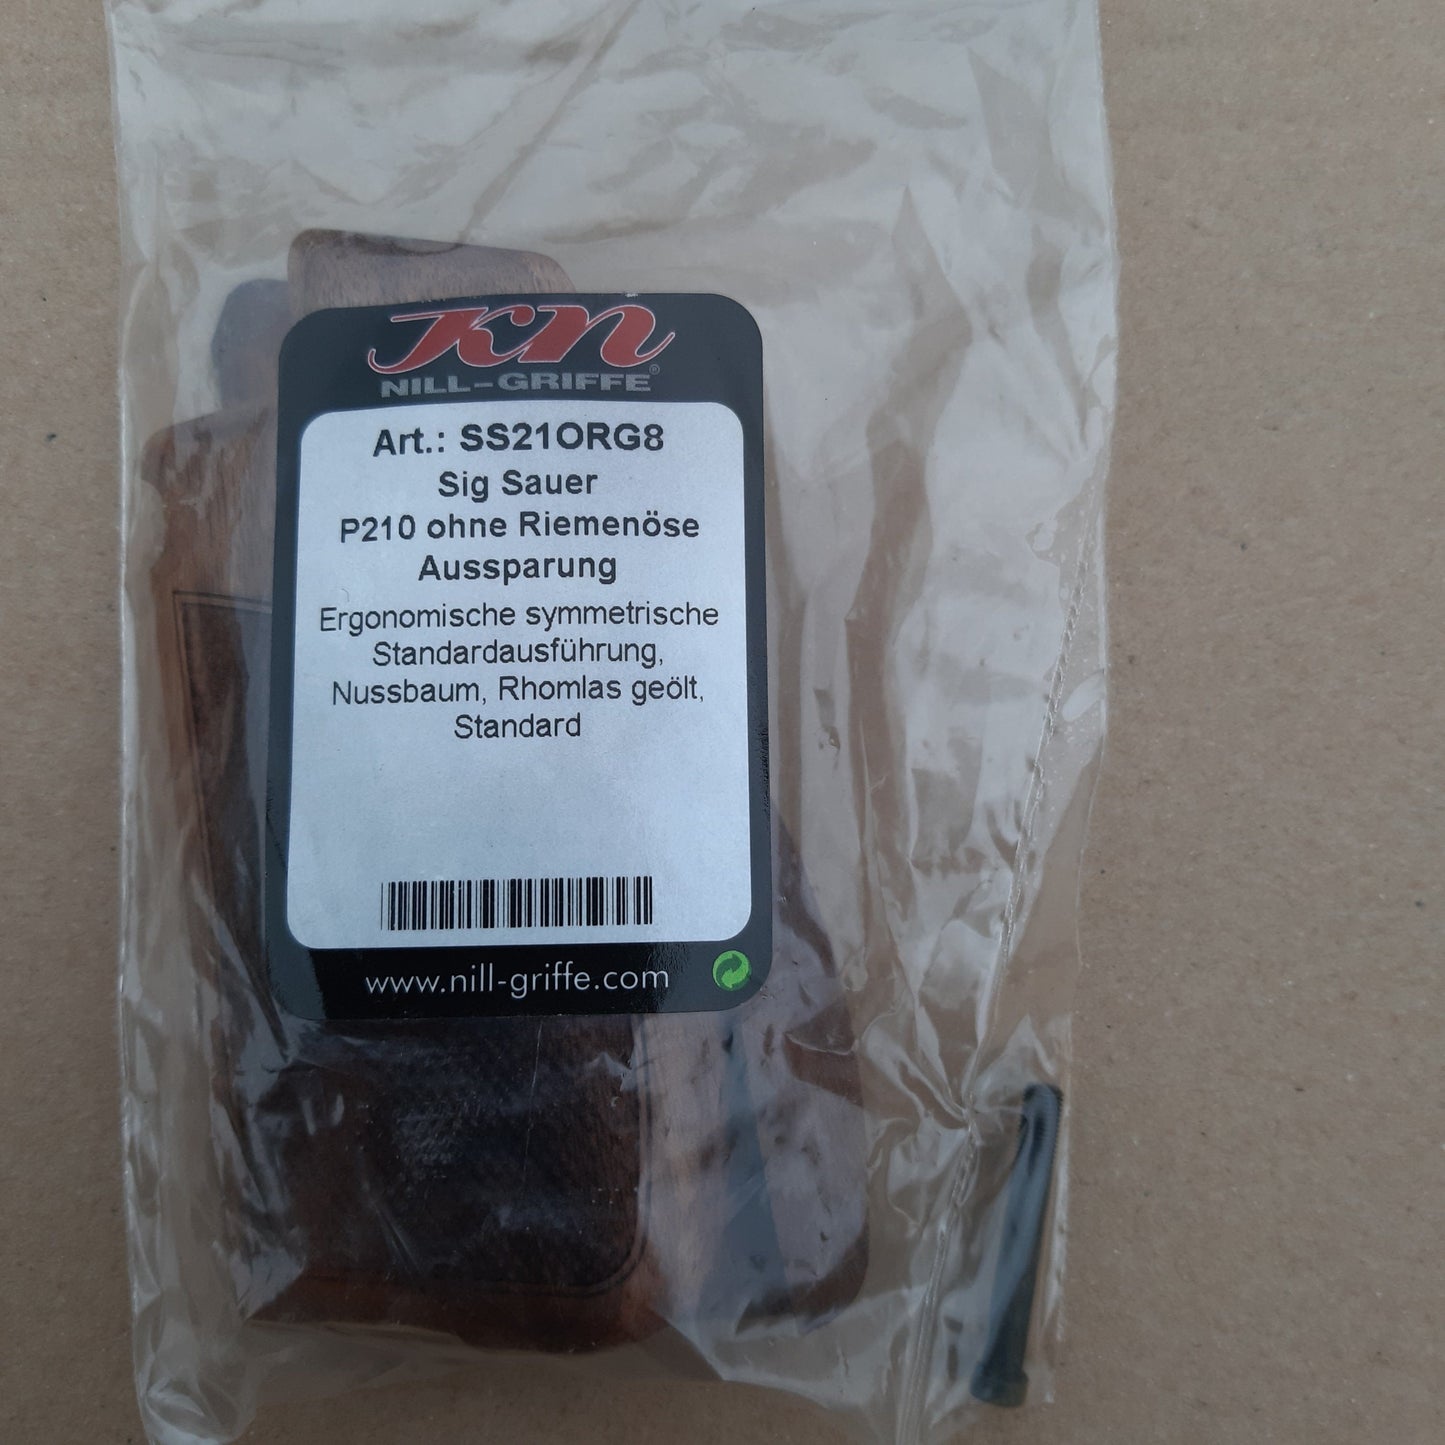 KN
NILL-GRIFFE®
Art.: SS21ORG8
Sig Sauer
P210 ohne Riemenöse
Aussparung
Ergonomische symmetrische
Standardausführung,
Nussbaum, Rhomlas geölt,
Standard
www.nill-griffe.com